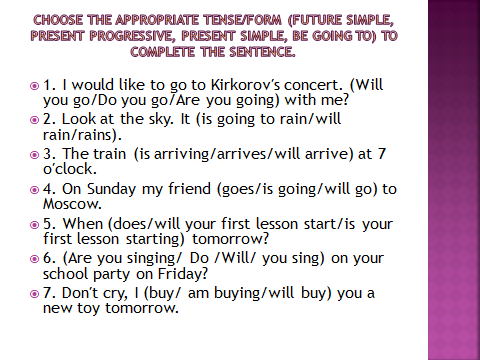 CHOOSE THE APPROPRIATE TENSE/FORM (FUTURE SIMPLE,
PRESENT PROGRESSIVE, PRESENT SIMPLE, BE GOING TO) TO
COMPLETE THE SENTENCE.
1. I would like to go to Kirkorov's concert. (Will
you go/Do you go/Are you going) with me?
2. Look at the sky. It (is going to rain/will
rain/rains).
3. The train (is arriving/arrives/will arrive) at 7
o'clock.
4. On Sunday my friend (goes/is going/will go) to
Moscow.
5. When (does/will your first lesson start/is your
first lesson starting) tomorrow?
6. (Are you singing/ Do /Will/ you sing) on your
school party on Friday?
7. Don't cry, I (buy/ am buying/will buy) you a
new toy tomorrow.